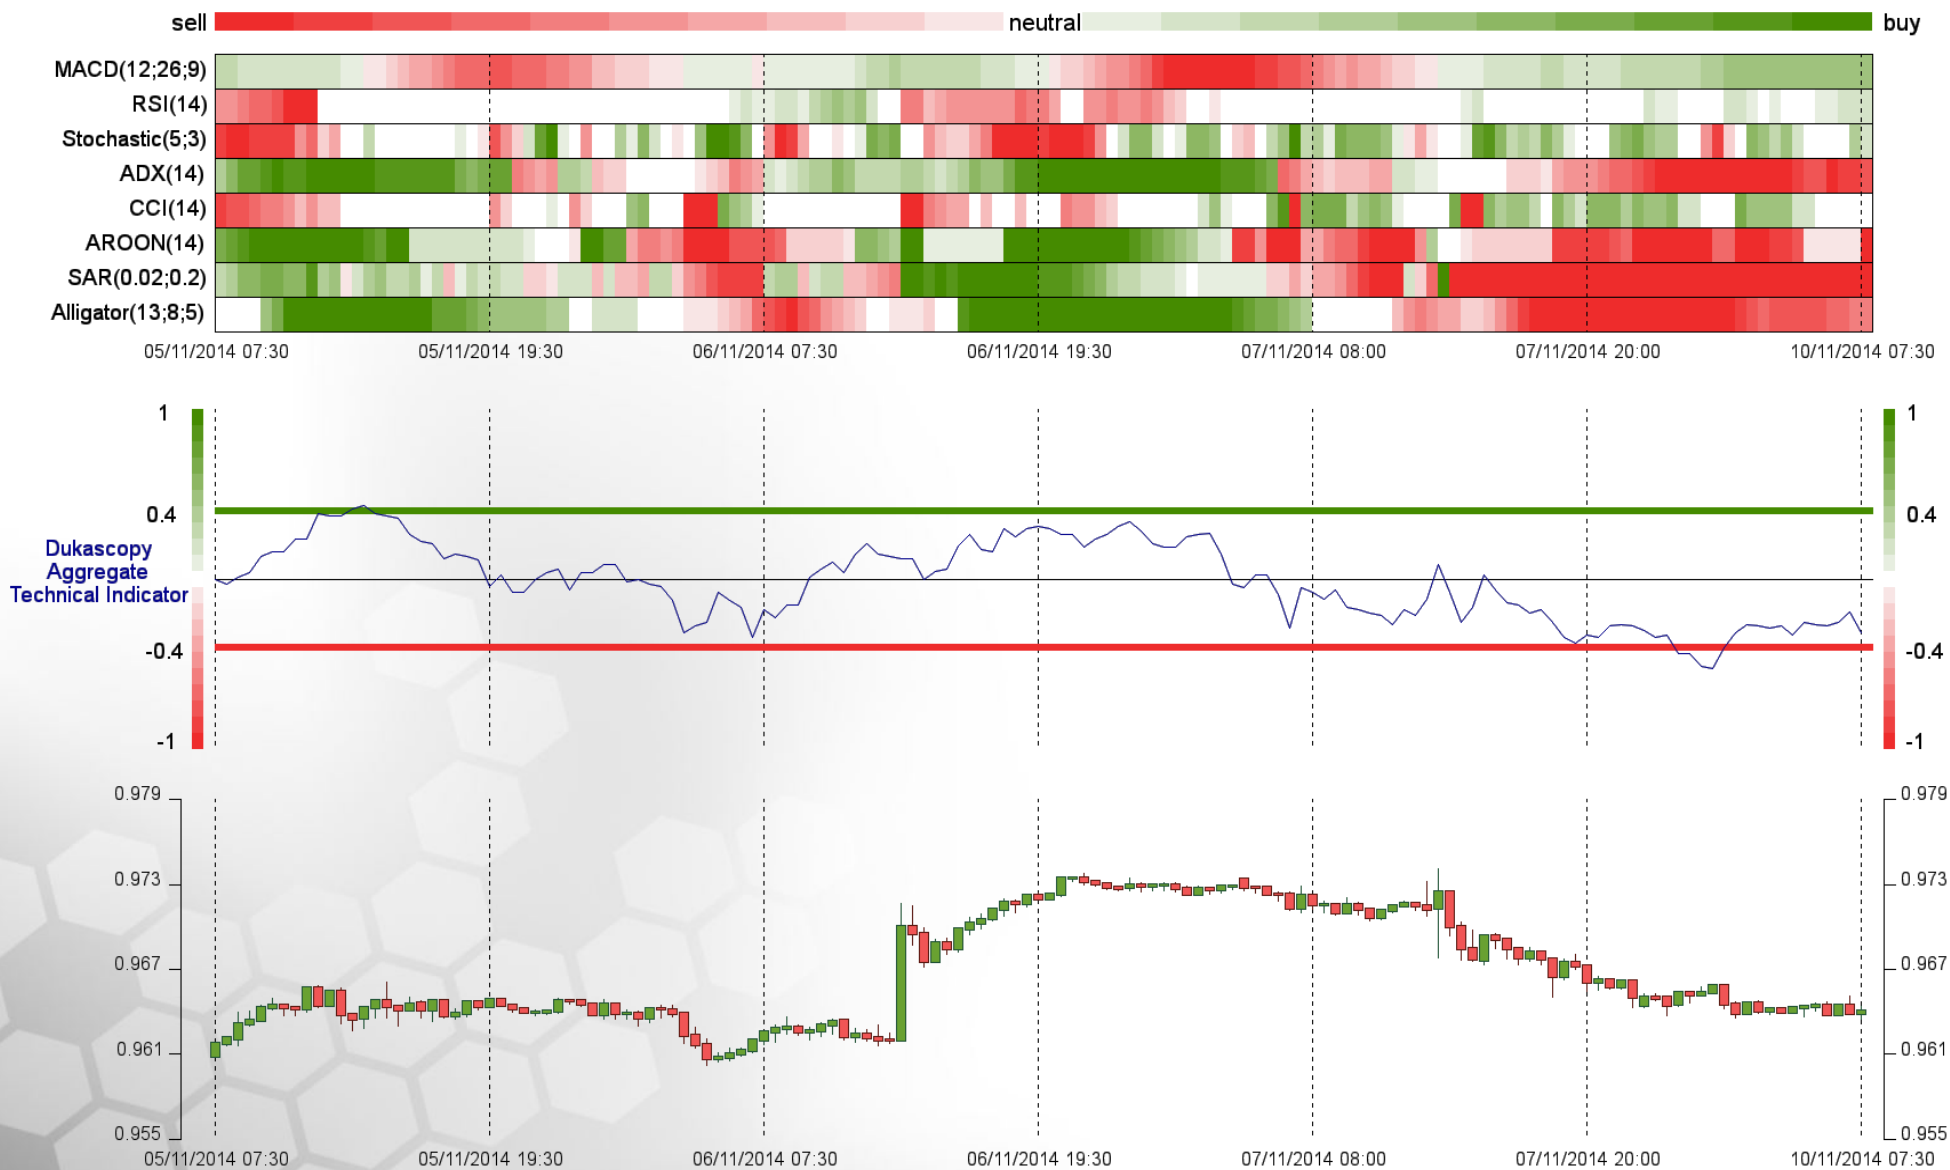 sell neutral buy
MACD(12;26;9)
RSI(14)
Stochastic(5;3)
ADX(14)
CCI(14)
AROON(14)
SAR(0.02;0.2)
Alligator(13;8;5)
05/11/2014 07:30 05/11/2014 19:30 06/11/2014 07:30 06/11/2014 19:30 07/11/2014 08:00 07/11/2014 20:00 10/11/2014 07:30
1 1
0.4 0.4
Dukascopy
Aggregate
Technical Indicator
-0.4 -0.4
-1 -1
0.979 0.979
0.973 0.973
0.967 0.967
0.961 0.961
0.955 0.955
05/11/2014 07:30 05/11/2014 19:30 06/11/2014 07:30 06/11/2014 19:30 07/11/2014 08:00 07/11/2014 20:00 10/11/2014 07:30